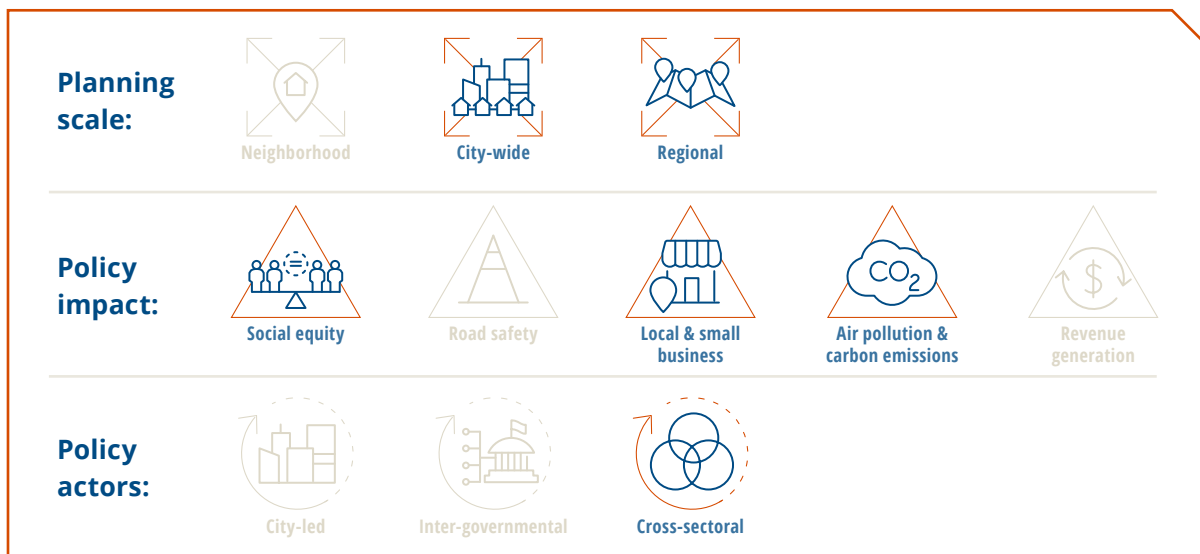 Planning
scale:
Neighborhood
City-wide
Regional
Policy
impact:
=
Social equity
Road safety
Local & small
business
CO2
Air pollution &
carbon emissions
$
Revenue
generation
Policy
actors:
City-led
Inter-governmental
Cross-sectoral